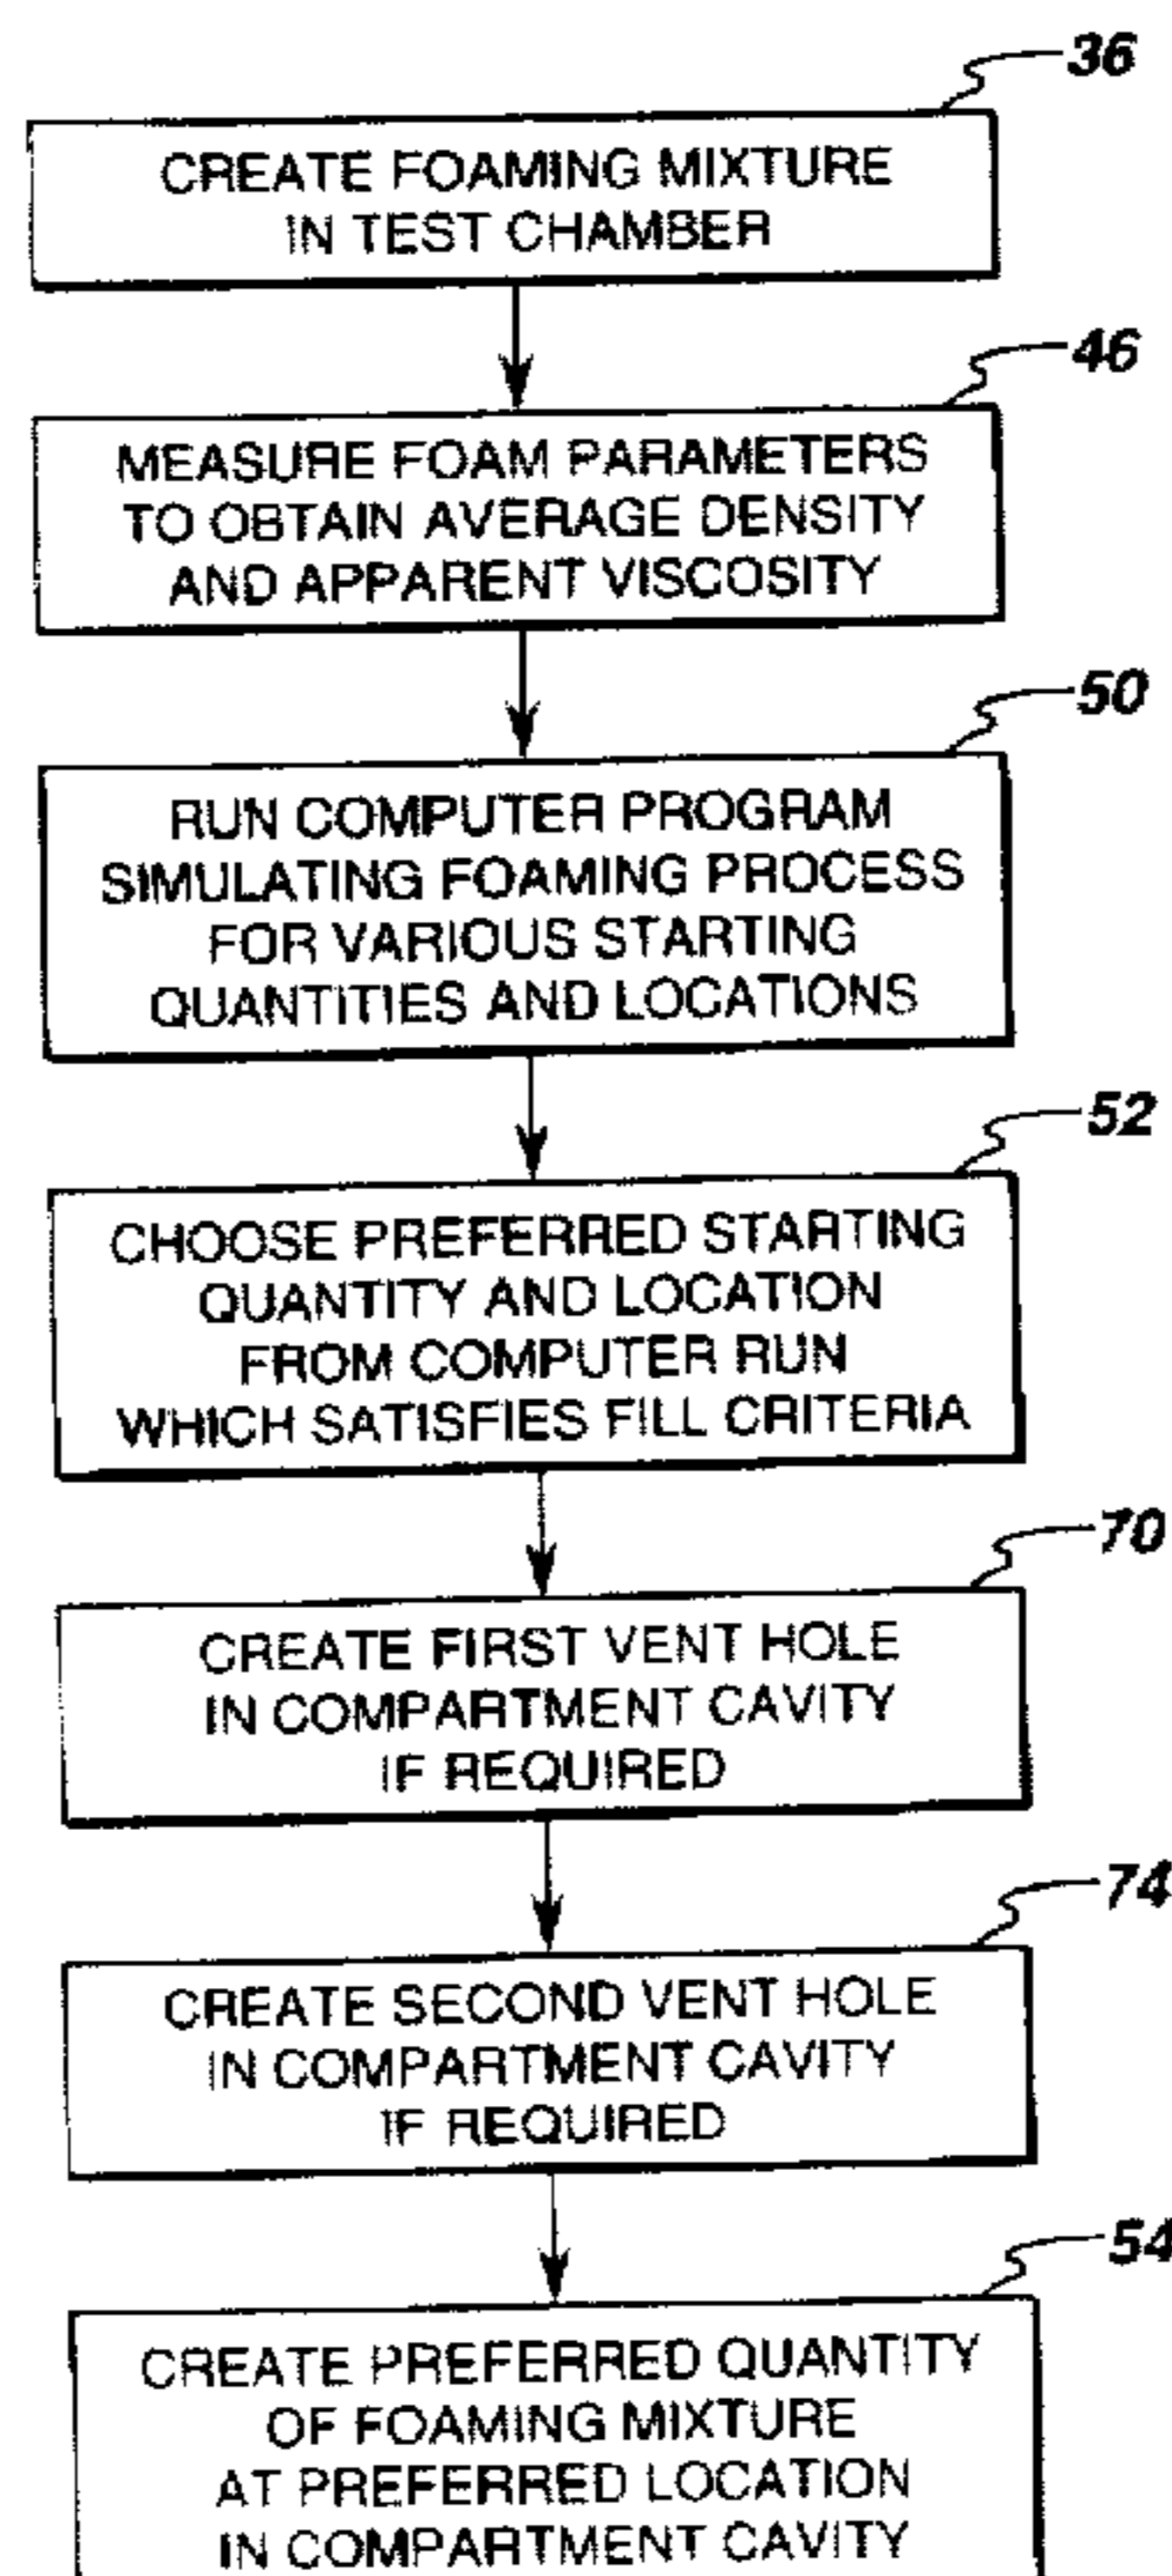 36
CREATE FOAMING MIXTURE
IN TEST CHAMBER
46
MEASURE FOAM PARAMETERS
TO OBTAIN AVERAGE DENSITY
AND APPARENT VISCOSITY
50
RUN COMPUTER PROGRAM
SIMULATING FOAMING PROCESS
FOR VARIOUS STARTING
QUANTITIES AND LOCATIONS
52
CHOOSE PREFERRED STARTING
QUANTITY AND LOCATION
FROM COMPUTER RUN
WHICH SATISFIES FILL CRITERIA
70
CREATE FIRST VENT HOLE
IN COMPARTMENT CAVITY
IF REQUIRED
74
CREATE SECOND VENT HOLE
IN COMPARTMENT CAVITY
IF REQUIRED
54
CREATE PREFERRED QUANTITY
OF FOAMING MIXTURE
AT PREFERRED LOCATION
IN COMPARTMENT CAVITY